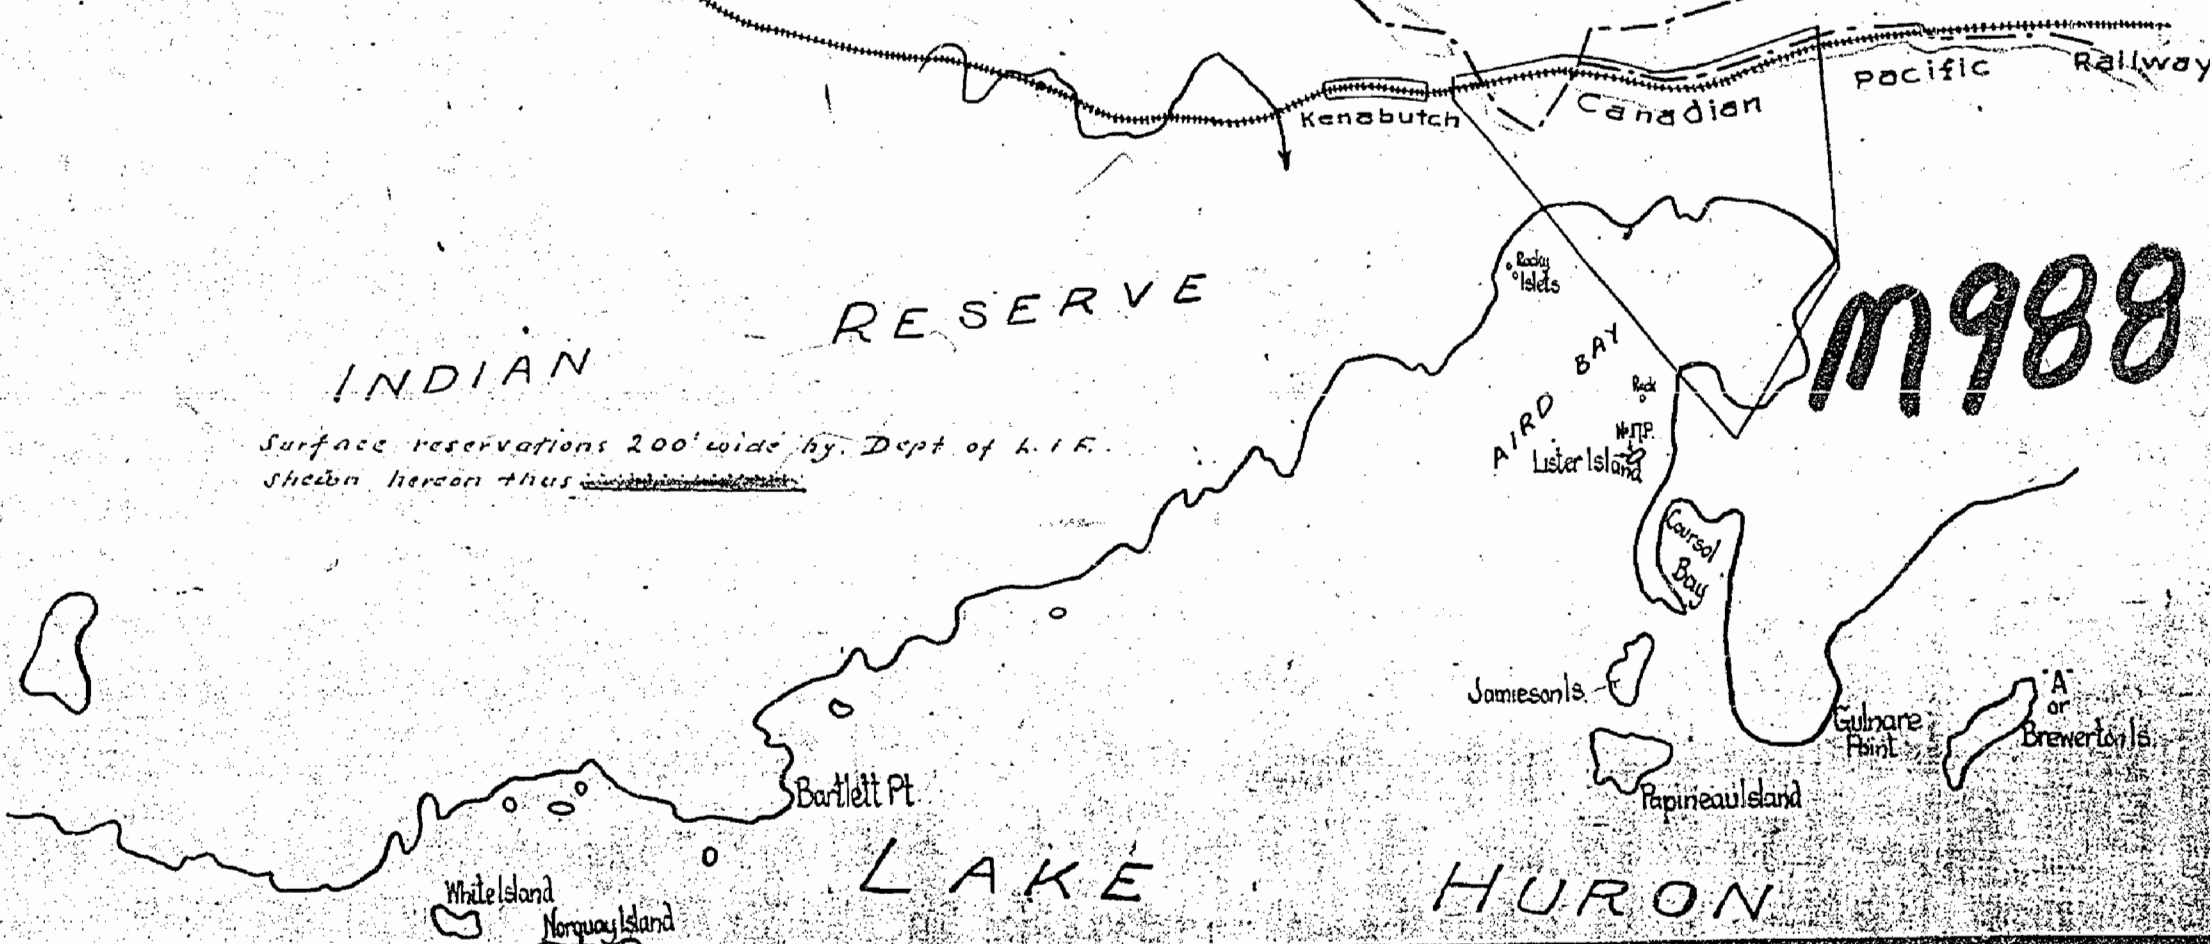 Kenabutch
Canadian
Pacific
Railway
Rocky
Islets
INDIAN
RESERVE
M988
AIRD BAY
Rock
Surface reservations 200' wide by Dept of L. & F.
shewn hereon thus
Lister Island
Coursol
Bay
Jamieson Is.
"A"
or
Brewerton Is.
Gulnare
Point
Papineau Island
Bartlett Pt
LAKE HURON
White Island
Norquay Island